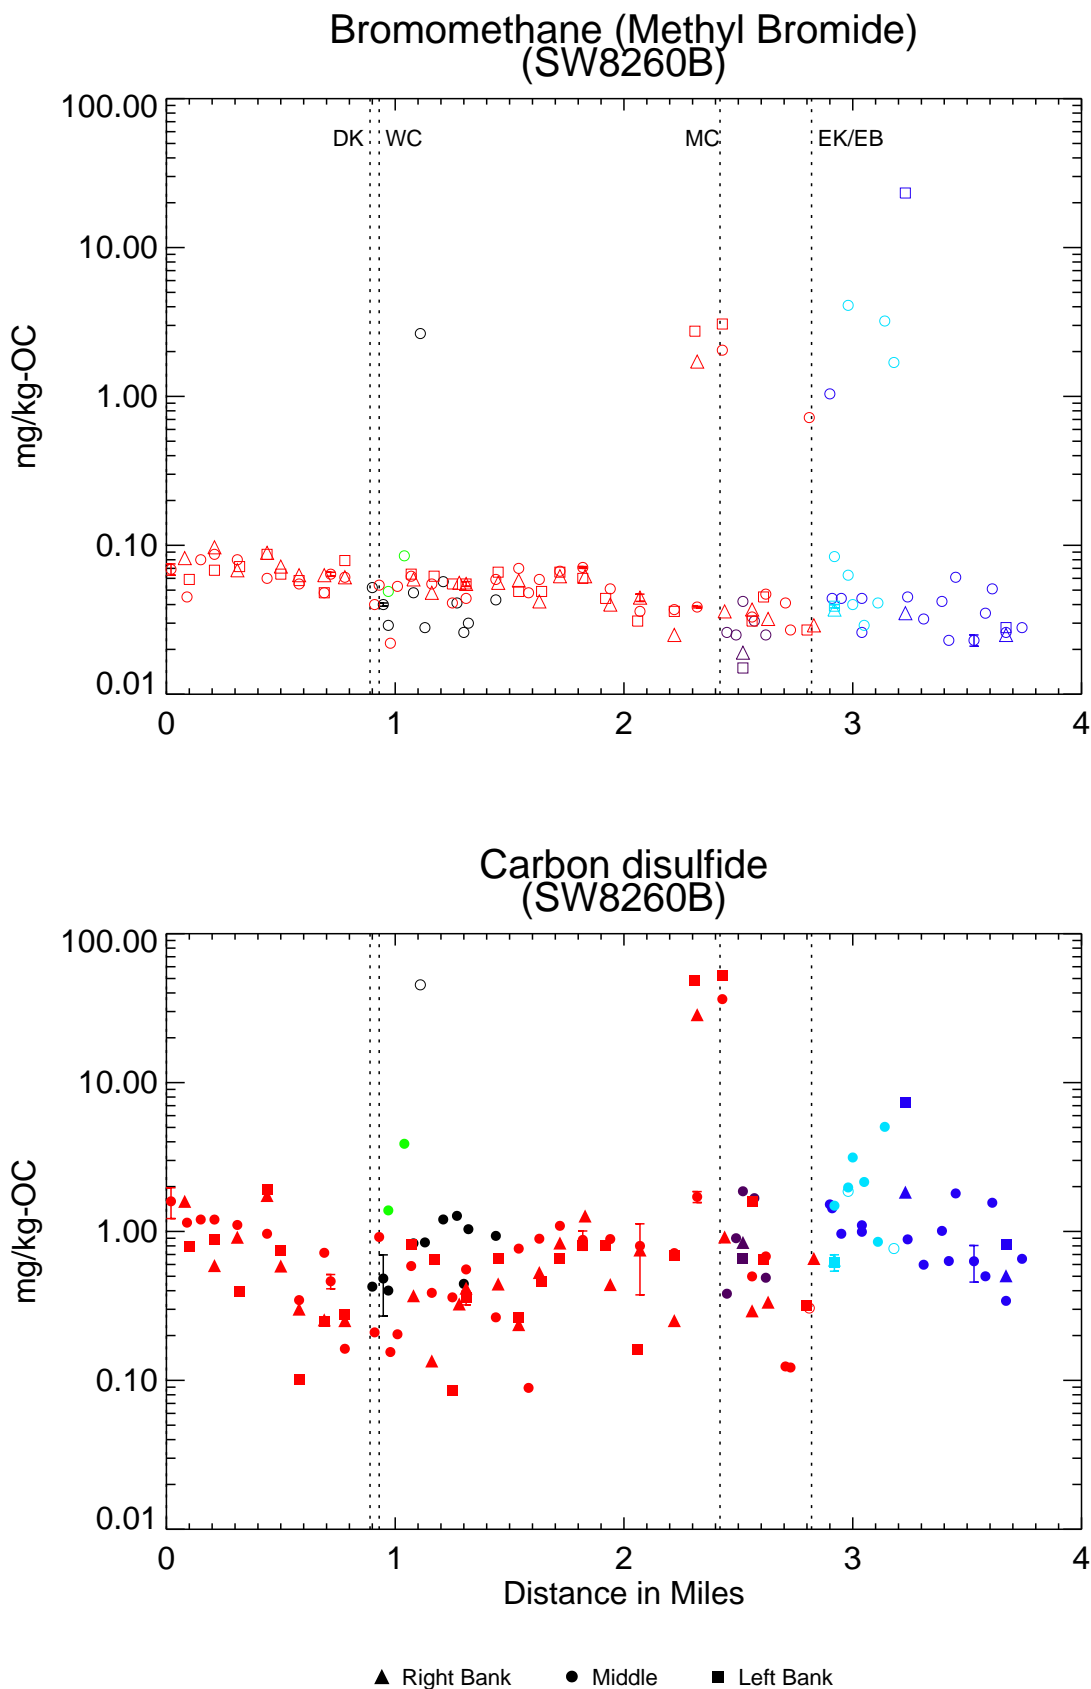 Bromomethane (Methyl Bromide)
(SW8260B)
100.00
DK
WC
MC
EK/EB
10.00
mg/kg-OC
1.00
0.10
0.01
0
1
2
3
4
Carbon disulfide
(SW8260B)
100.00
10.00
mg/kg-OC
1.00
0.10
0.01
0
1
2
3
4
Distance in Miles
Right Bank
Middle
Left Bank